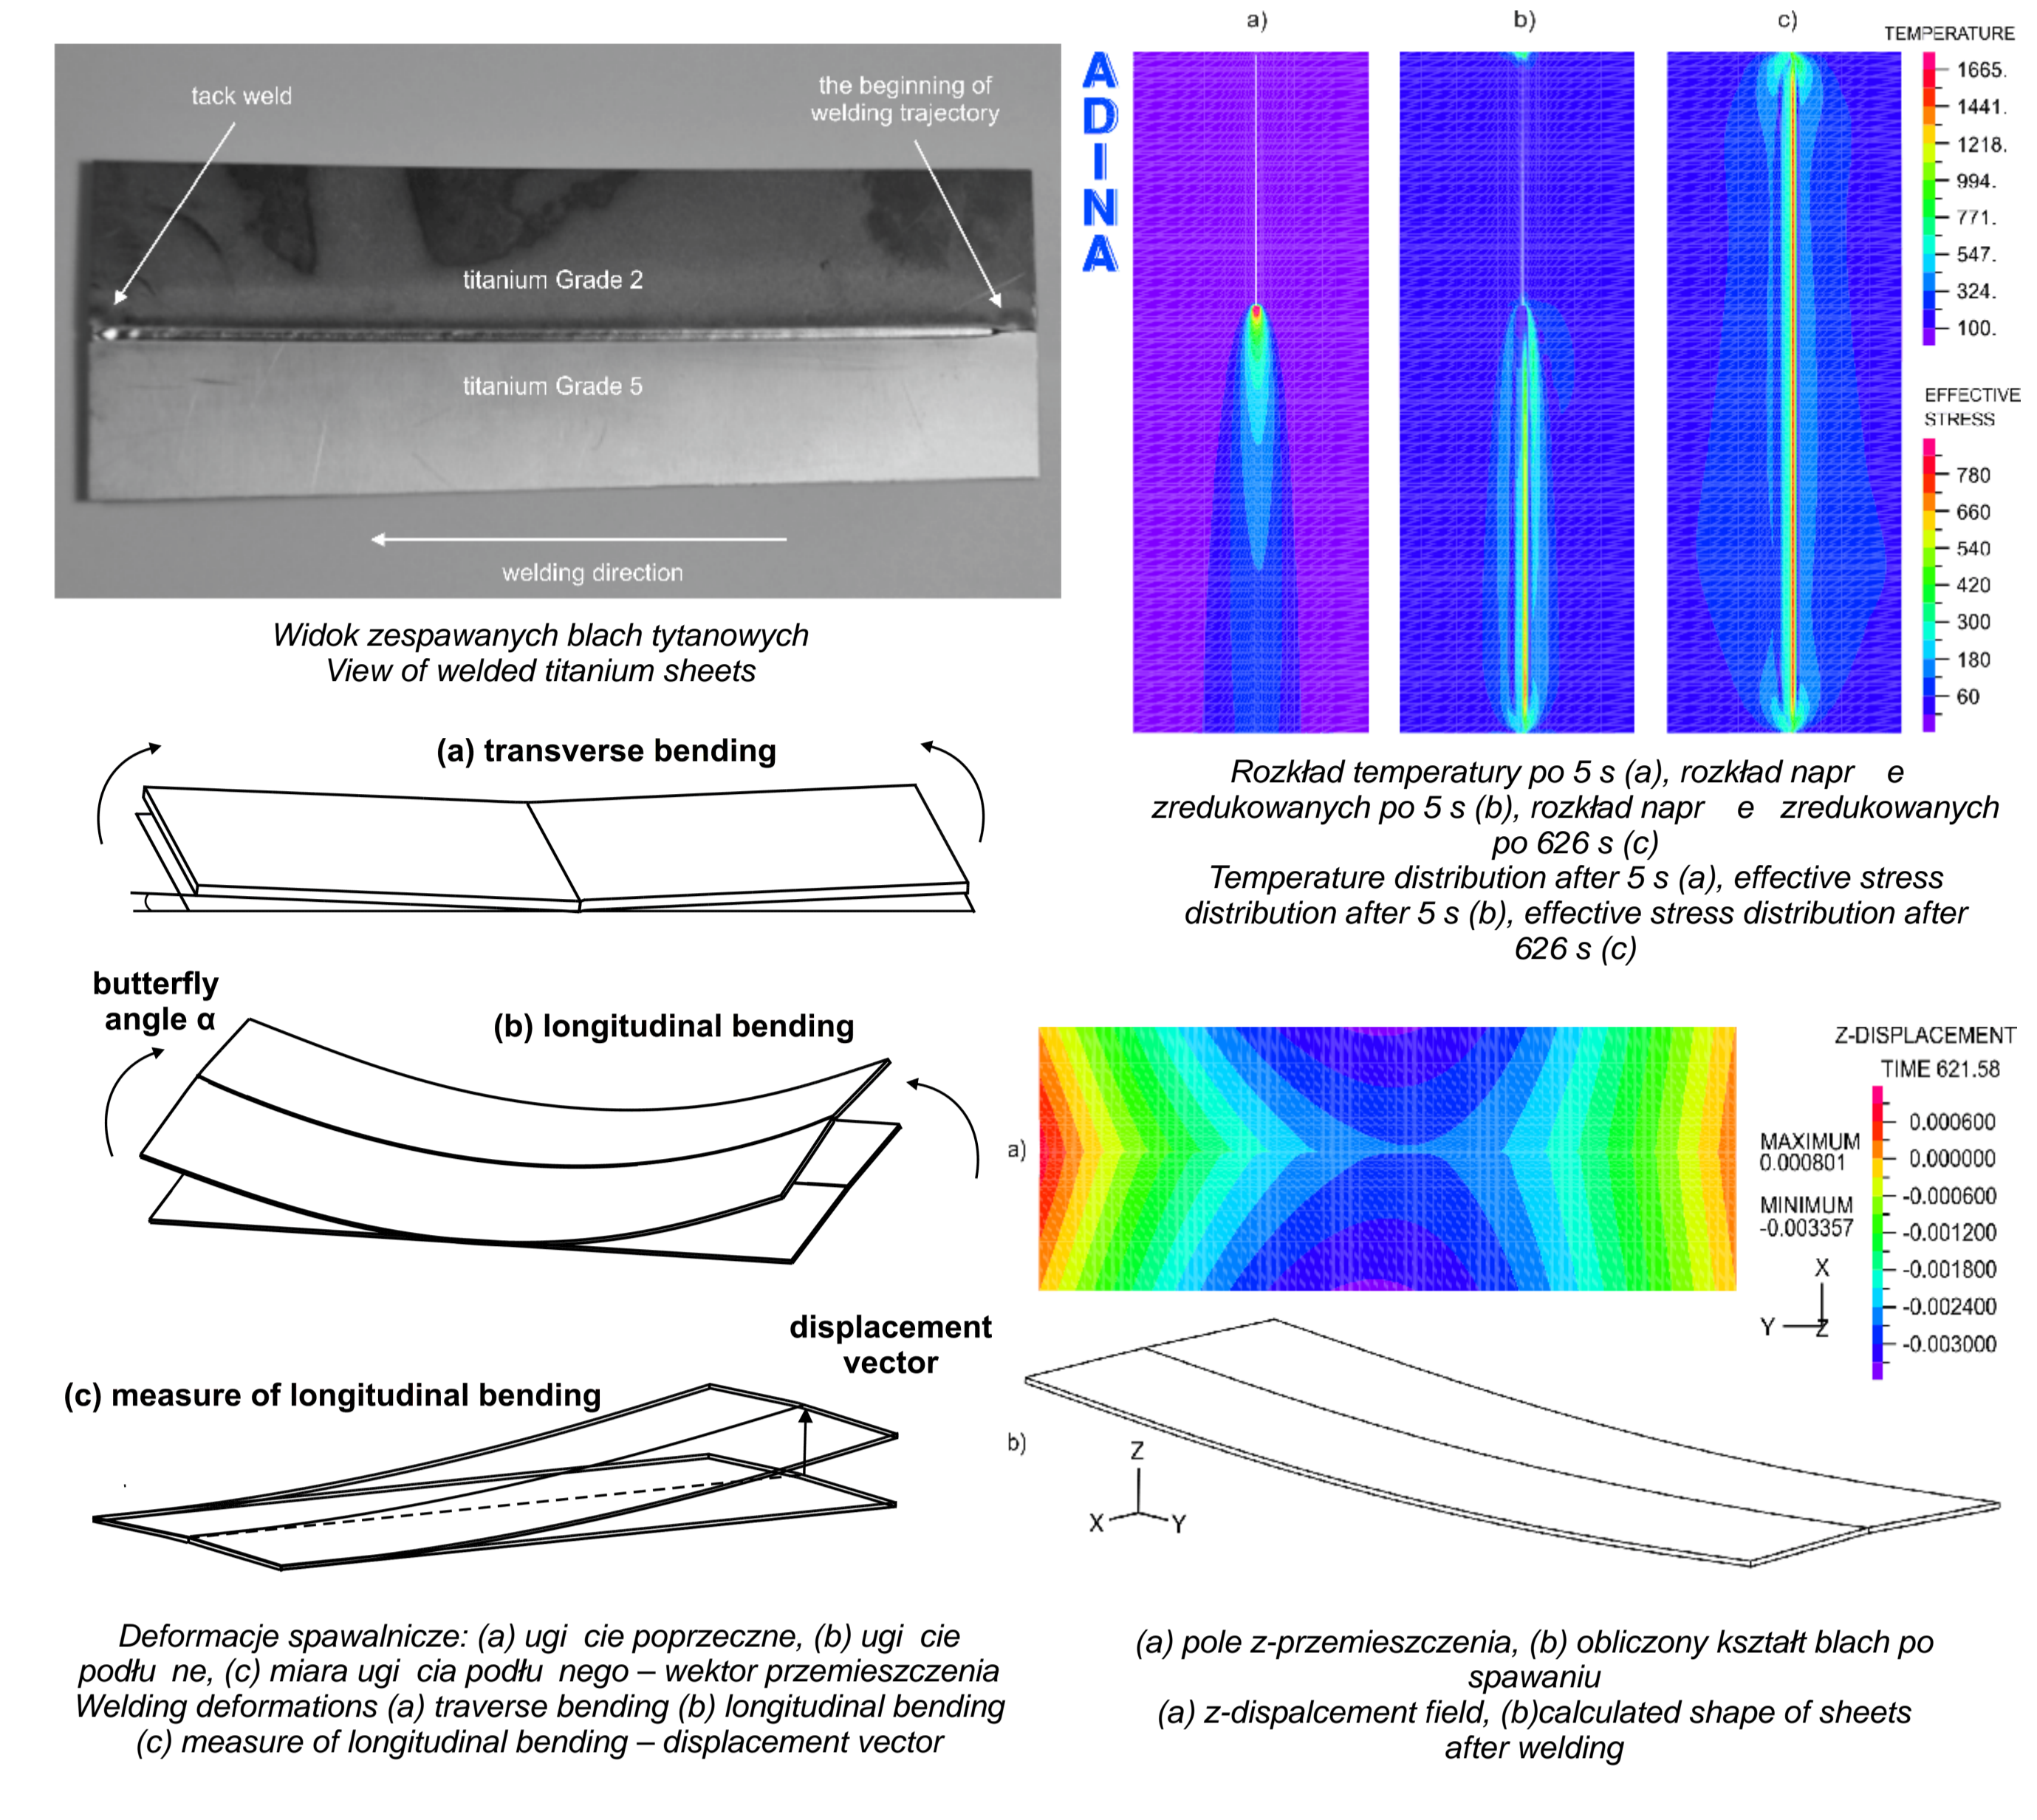 tack weld
the beginning of
welding trajectory
titanium Grade 2
titanium Grade 5
welding direction
Widok zespawanych blach tytanowych
View of welded titanium sheets
a)
b)
c)
ADINA
TEMPERATURE
1665.
1441.
1218.
994.
771.
547.
324.
100.
EFFECTIVE
STRESS
780
660
540
420
300
180
60
Rozkład temperatury po 5 s (a), rozkład napr e
zredukowanych po 5 s (b), rozkład napr e zredukowanych
po 626 s (c)
Temperature distribution after 5 s (a), effective stress
distribution after 5 s (b), effective stress distribution after
626 s (c)
(a) transverse bending
butterfly
angle α
(b) longitudinal bending
displacement
vector
(c) measure of longitudinal bending
Deformacje spawalnicze: (a) ugi cie poprzeczne, (b) ugi cie
podłu ne, (c) miara ugi cia podłu nego – wektor przemieszczenia
Welding deformations (a) traverse bending (b) longitudinal bending
(c) measure of longitudinal bending – displacement vector
a)
Z-DISPLACEMENT
TIME 621.58
MAXIMUM
0.000801
MINIMUM
-0.003357
0.000600
0.000000
-0.000600
-0.001200
-0.001800
-0.002400
-0.003000
X
Y
Z
b)
Z
X
Y
(a) pole z-przemieszczenia, (b) obliczony kształt blach po
spawaniu
(a) z-dispalcement field, (b)calculated shape of sheets
after welding